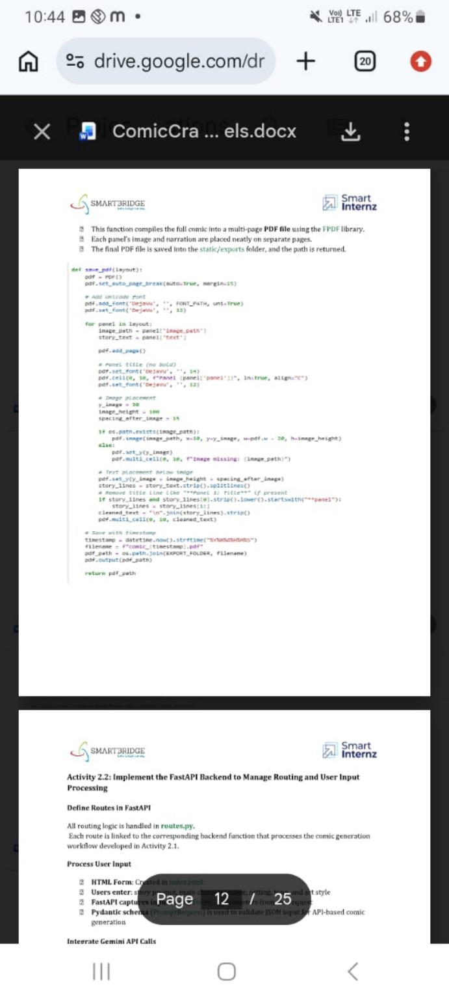 10:44
Vo)) LTE
LTE1
68%
drive.google.com/dr
20
ComicCra ... els.docx
SMARTBRIDGE
Smart
Internz
This function compiles the full comic into a multi-page PDF file using the FPDF library.
Each panel's image and narration are placed neatly on separate pages.
The final PDF file is saved into the static/exports folder, and the path is returned.
def save_pdf(layout):
pdf = PDF()
pdf.set_auto_page_break(auto=True, margin=15)
# Add Unicode font
pdf.add_font('DejaVu', '', FONT_PATH, uni=True)
pdf.set_font('DejaVu', '', 12)
for panel in layout:
image_path = panel['image_path']
story_text = panel['text']
pdf.add_page()
# Panel title (no bold)
pdf.set_font('DejaVu', '', 14)
pdf.cell(0, 10, f"Panel {panel['panel']}", ln=True, align="C")
pdf.set_font('DejaVu', '', 12)
# Image placement
y_image = 30
image_height = 100
spacing_after_image = 15
if os.path.exists(image_path):
pdf.image(image_path, x=10, y=y_image, w=pdf.w - 20, h=image_height)
else:
pdf.set_y(y_image)
pdf.multi_cell(0, 10, f"Image missing: {image_path}")
# Text placement below image
pdf.set_y(y_image + image_height + spacing_after_image)
story_lines = story_text.strip().splitlines()
# Remove title line like "**Panel 1: Title**" if present
if story_lines and story_lines[0].strip().lower().startswith("**panel"):
story_lines = story_lines[1:]
cleaned_text = "\n".join(story_lines).strip()
pdf.multi_cell(0, 10, cleaned_text)
# Save with timestamp
timestamp = datetime.now().strftime("%Y%m%d%H%M%S")
filename = f"comic_{timestamp}.pdf"
pdf_path = os.path.join(EXPORT_FOLDER, filename)
pdf.output(pdf_path)
return pdf_path
SMARTBRIDGE
Smart
Internz
Activity 2.2: Implement the FastAPI Backend to Manage Routing and User Input
Processing
Define Routes in FastAPI
All routing logic is handled in routes.py.
Each route is linked to the corresponding backend function that processes the comic generation
workflow developed in Activity 2.1.
Process User Input
HTML Form: Created in index.html
Users enter: story prompt, main character name, setting, tone, and art style
FastAPI captures
Pydantic schema (PromptRequest) is used to validate JSON input for API-based comic
generation
Page 12 / 25
Integrate Gemini API Calls